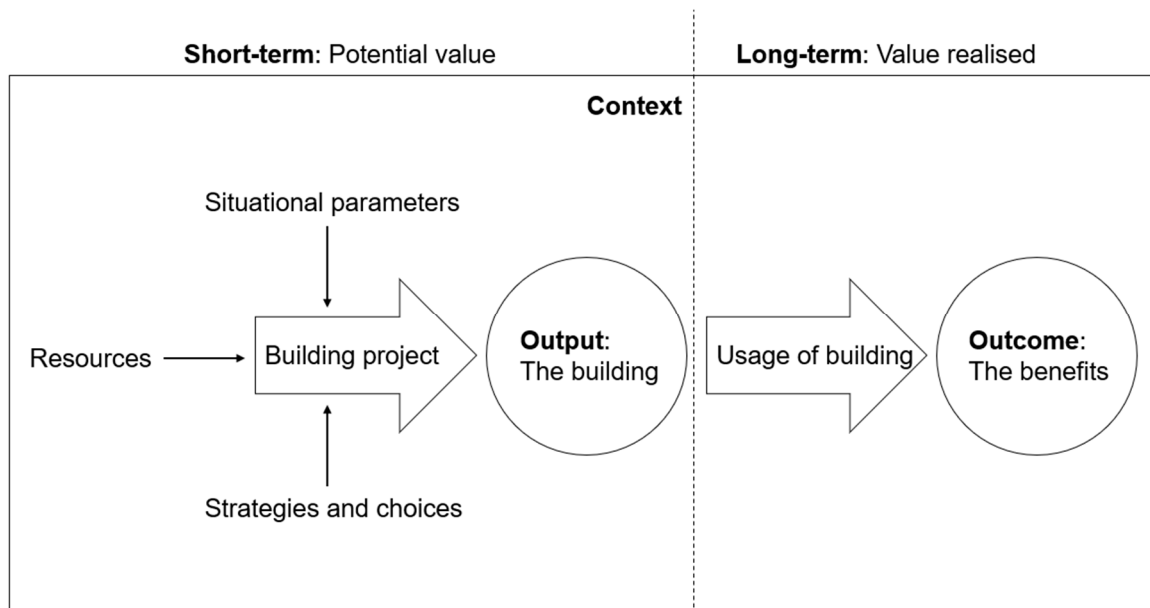 Short-term: Potential value
Long-term: Value realised
Context
Situational parameters
Resources
Building project
Output:
The building
Usage of building
Outcome:
The benefits
Strategies and choices